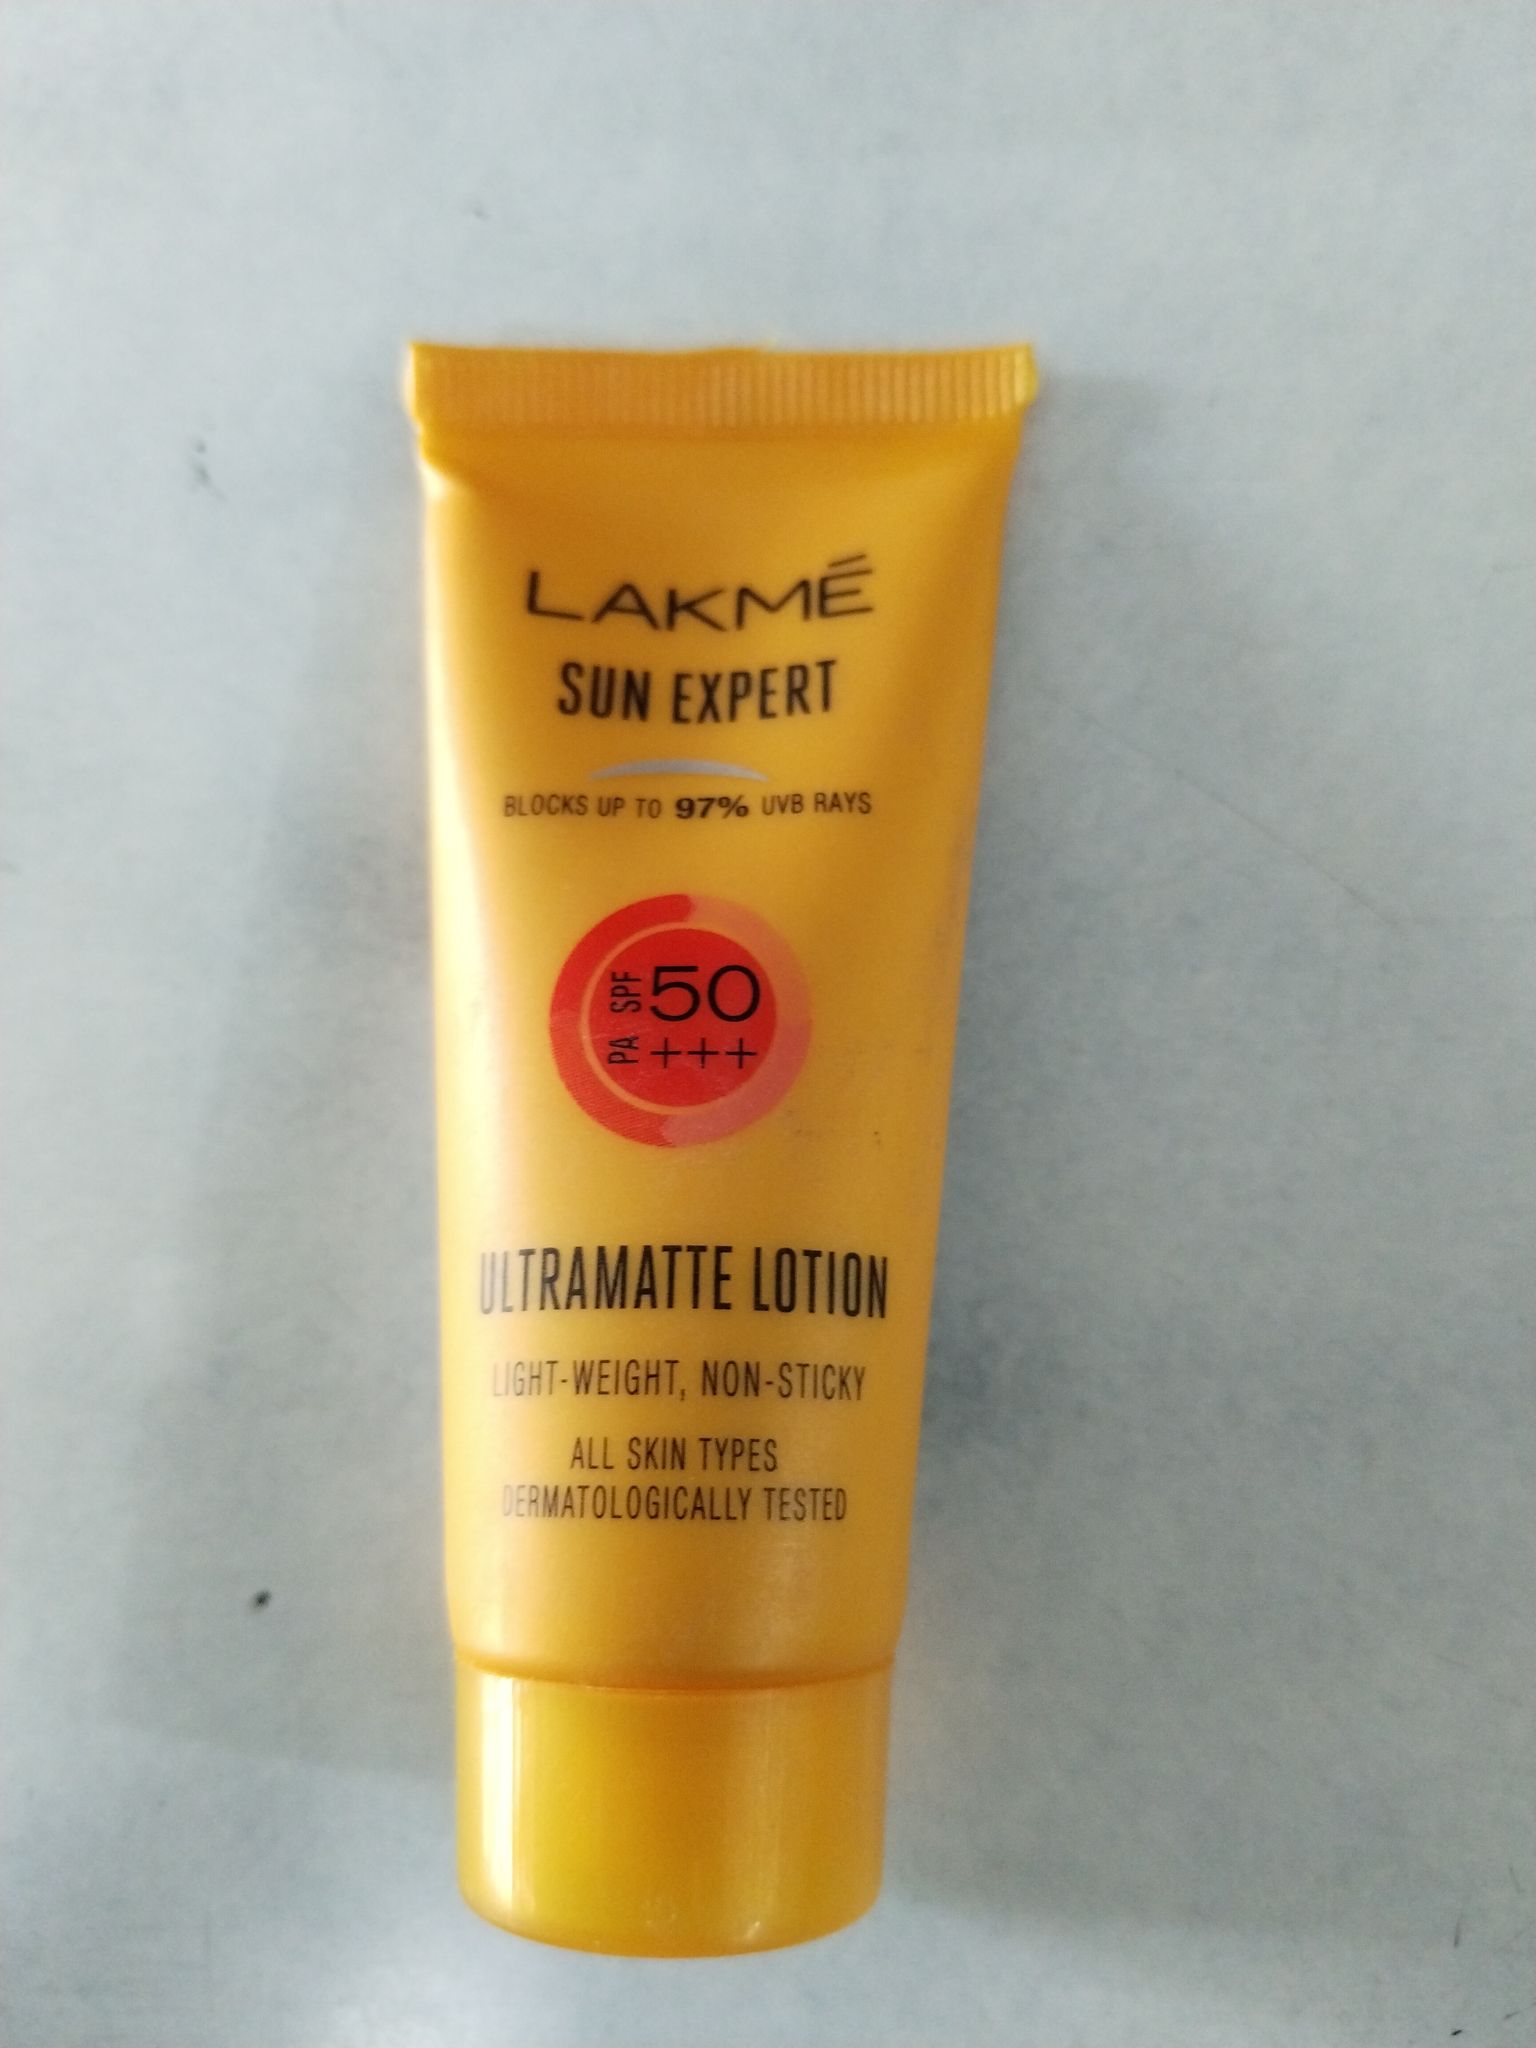 LAKMÉ
SUN EXPERT
BLOCKS UP TO 97% UVB RAYS
SPF 50
PA +++
ULTRAMATTE LOTION
LIGHT-WEIGHT, NON-STICKY
ALL SKIN TYPES
DERMATOLOGICALLY TESTED